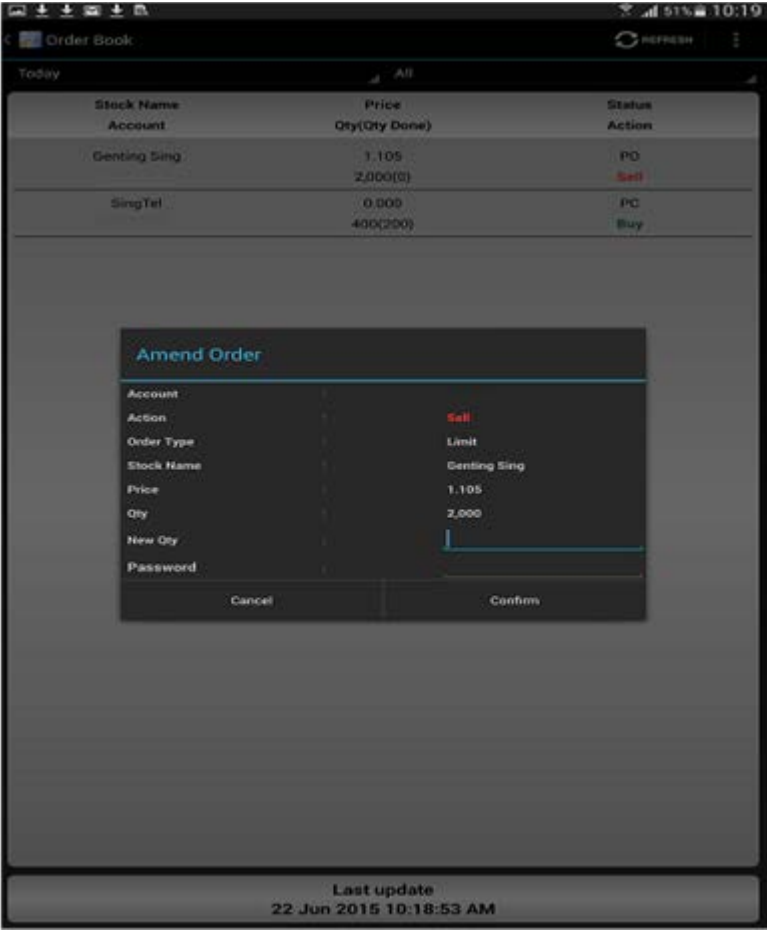 51% 10:19
Order Book REFRESH
Today All
Stock Name Price Status
Account Qty(Qty Done) Action
Genting Sing 1.105 PO
2,000(0) Sell
SingTel 0.000 PC
400(200) Buy
Amend Order
Account :
Action : Sell
Order Type : Limit
Stock Name : Genting Sing
Price : 1.105
Qty : 2,000
New Qty :
Password :
Cancel Confirm
Last update
22 Jun 2015 10:18:53 AM